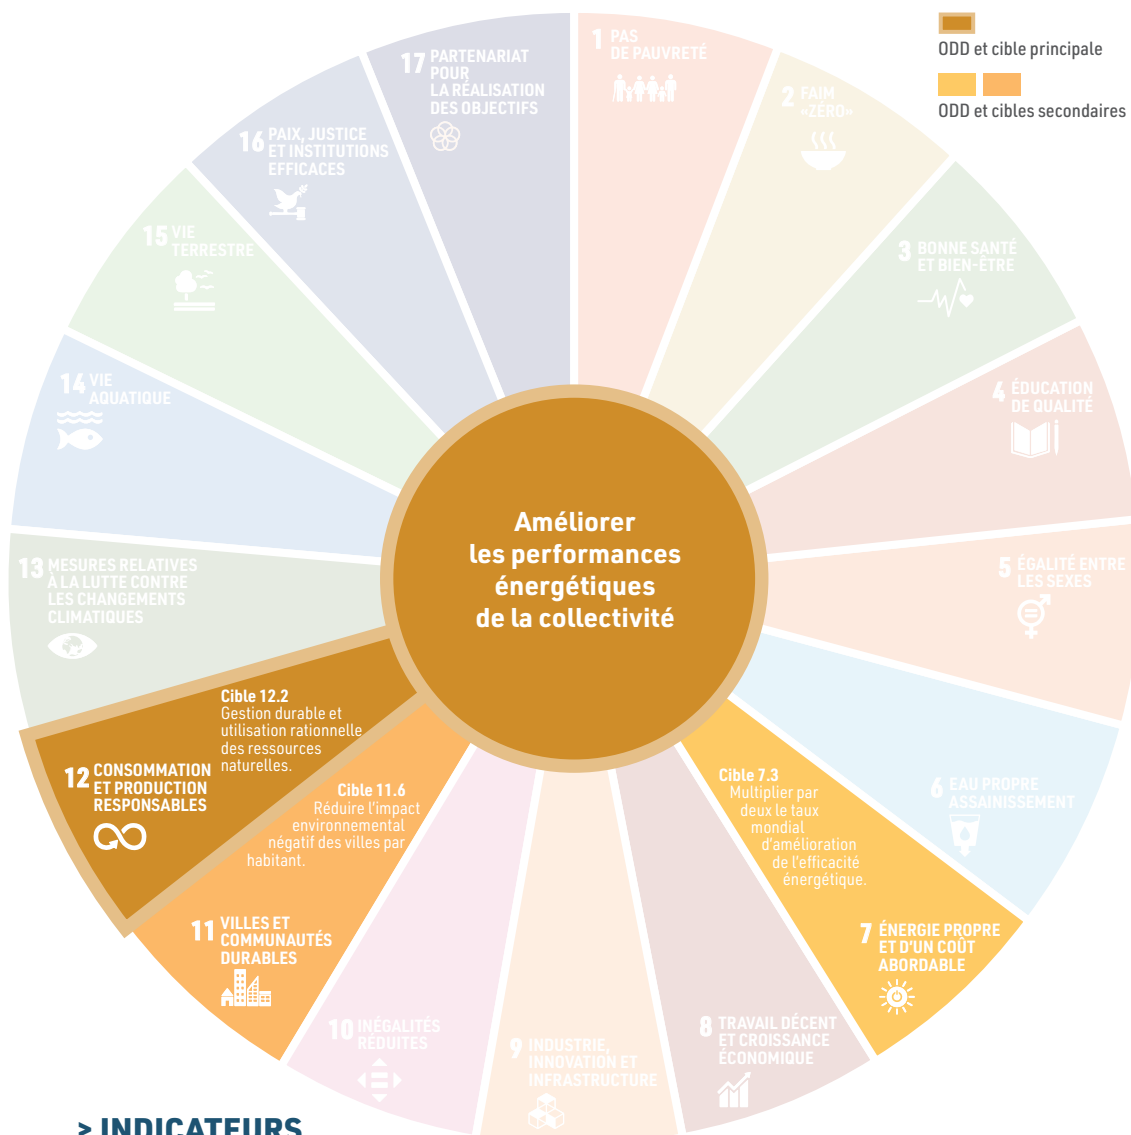 ODD et cible principale
ODD et cibles secondaires
1 PAS
DE PAUVRETÉ
2 FAIM
«ZÉRO»
3 BONNE SANTÉ
ET BIEN-ÊTRE
4 ÉDUCATION
DE QUALITÉ
5 ÉGALITÉ ENTRE
LES SEXES
6 EAU PROPRE
ASSAINISSEMENT
Cible 7.3
Multiplier par
deux le taux
mondial
d'amélioration
de l'efficacité
énergétique.
7 ÉNERGIE PROPRE
ET D'UN COÛT
ABORDABLE
8 TRAVAIL DÉCENT
ET CROISSANCE
ÉCONOMIQUE
9 INDUSTRIE,
INNOVATION ET
INFRASTRUCTURE
10 INÉGALITÉS
RÉDUITES
Cible 11.6
Réduire l'impact
environnemental
négatif des villes par
habitant.
11 VILLES ET
COMMUNAUTÉS
DURABLES
Cible 12.2
Gestion durable et
utilisation rationnelle
des ressources
naturelles.
12 CONSOMMATION
ET PRODUCTION
RESPONSABLES
13 MESURES RELATIVES
À LA LUTTE CONTRE
LES CHANGEMENTS
CLIMATIQUES
14 VIE
AQUATIQUE
15 VIE
TERRESTRE
16 PAIX, JUSTICE
ET INSTITUTIONS
EFFICACES
17 PARTENARIAT
POUR
LA RÉALISATION
DES OBJECTIFS
Améliorer
les performances
énergétiques
de la collectivité
> INDICATEURS